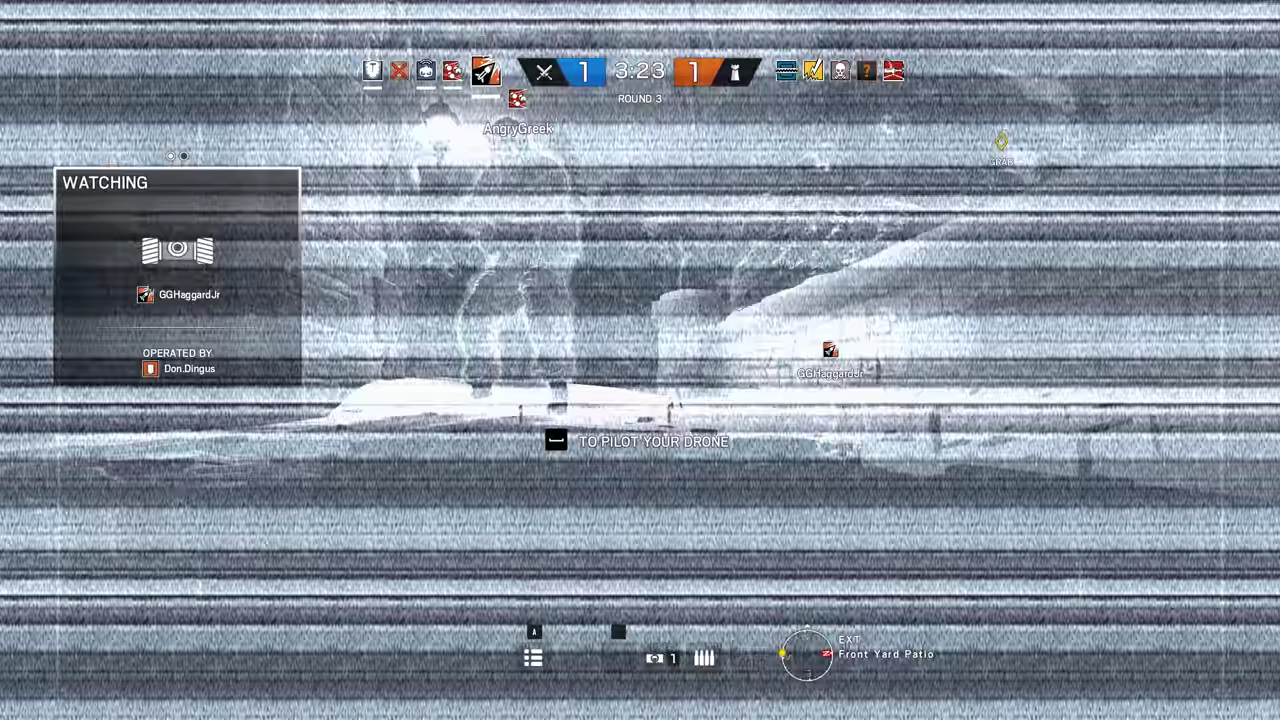 1 3:23 1
ROUND 3
AngryGreek
GRAB
WATCHING
GGHaggardJr
OPERATED BY
Don.Dingus
GGHaggardJr
TO PILOT YOUR DRONE
A
1
EXT
Front Yard Patio